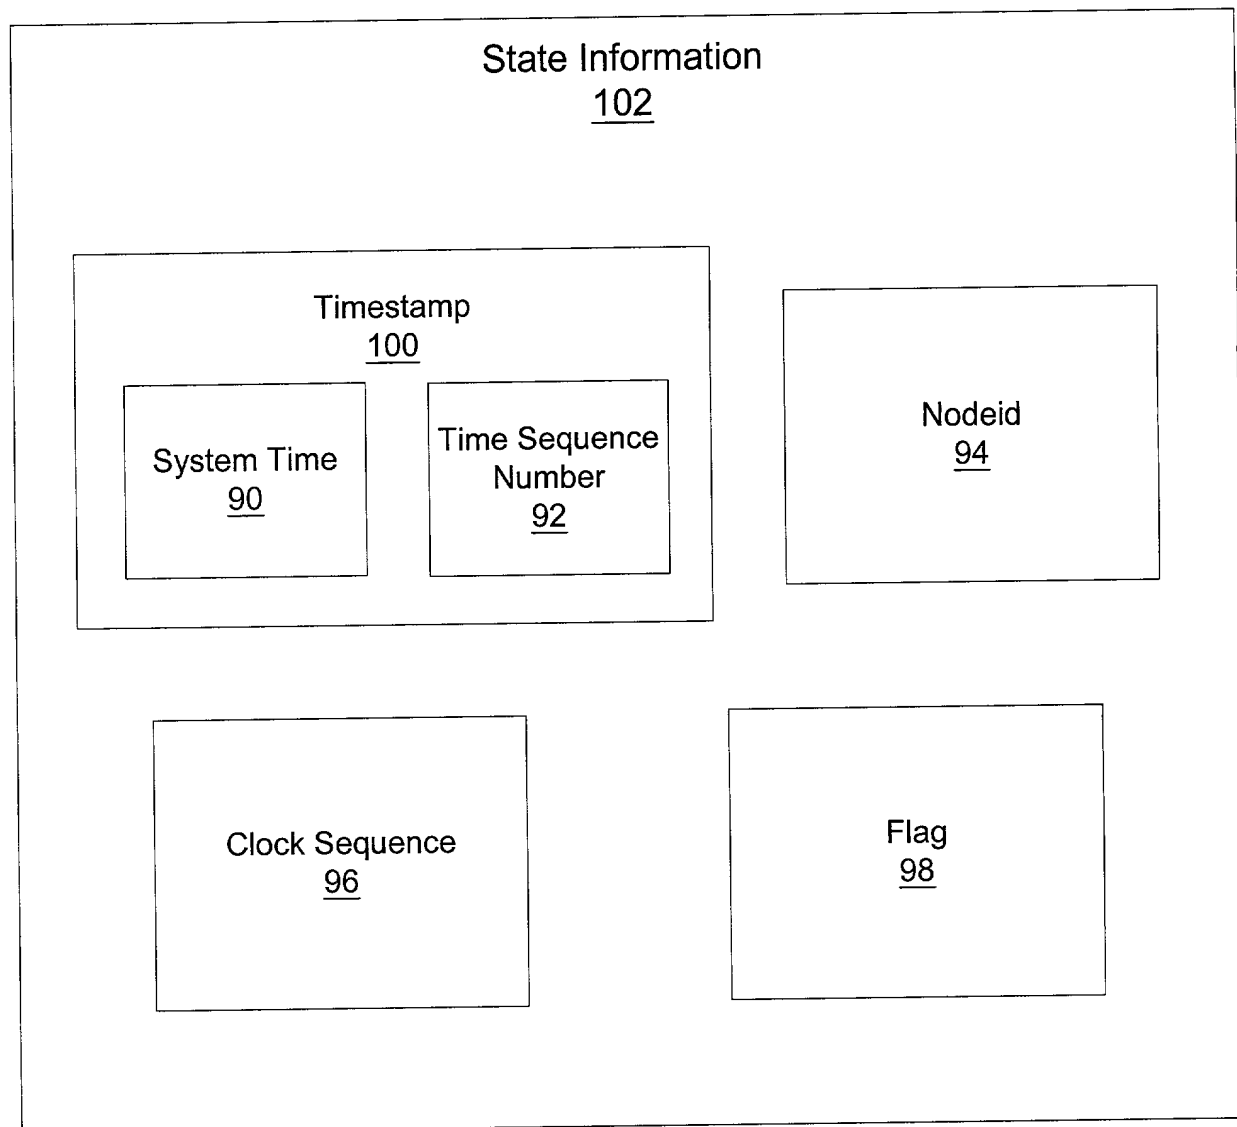 State Information
102
Timestamp
100
System Time
90
Time Sequence
Number
92
Nodeid
94
Clock Sequence
96
Flag
98